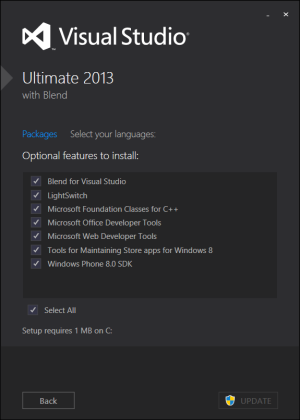 Visual Studio
Ultimate 2013
with Blend
Packages Select your languages:
Optional features to install:
Blend for Visual Studio
LightSwitch
Microsoft Foundation Classes for C++
Microsoft Office Developer Tools
Microsoft Web Developer Tools
Tools for Maintaining Store apps for Windows 8
Windows Phone 8.0 SDK
Select All
Setup requires 1 MB on C:
Back UPDATE